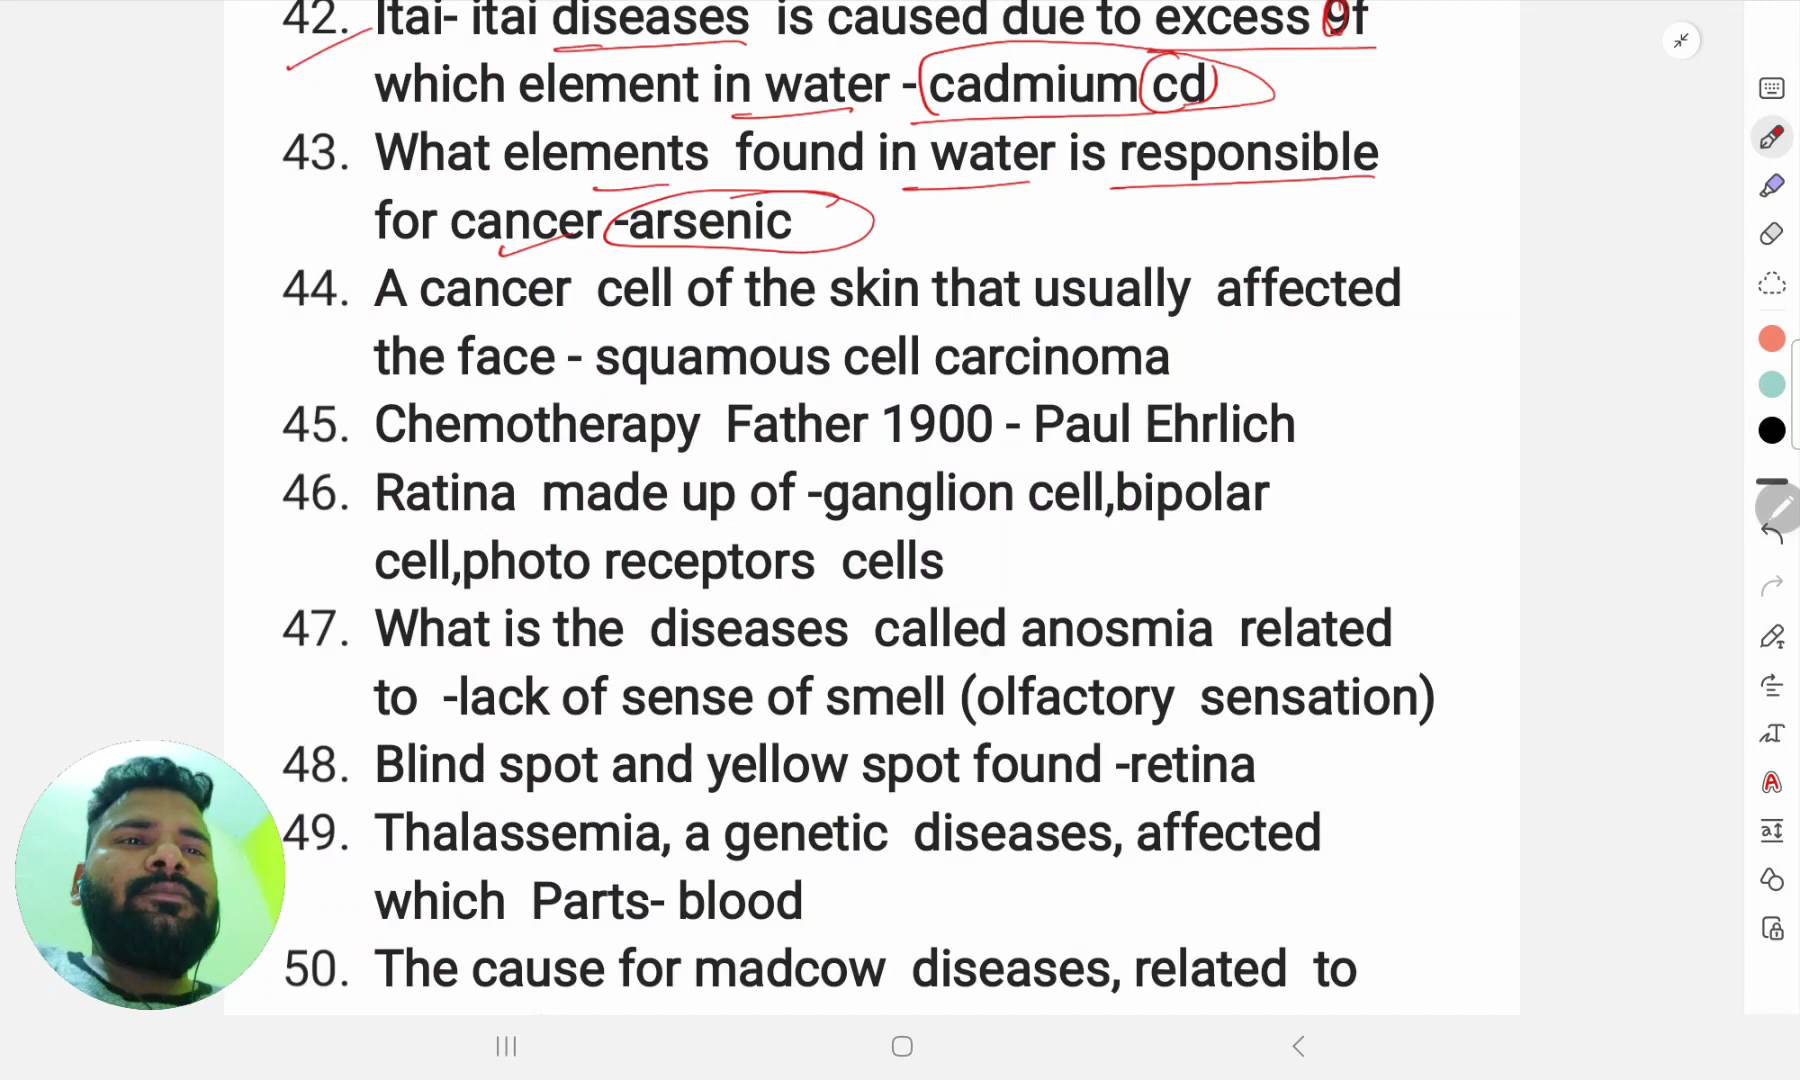 42. Itai- itai diseases is caused due to excess 9f
which element in water - cadmium cd
43. What elements found in water is responsible
for cancer -arsenic
44. A cancer cell of the skin that usually affected
the face - squamous cell carcinoma
45. Chemotherapy Father 1900 - Paul Ehrlich
46. Ratina made up of -ganglion cell,bipolar
cell,photo receptors cells
47. What is the diseases called anosmia related
to -lack of sense of smell (olfactory sensation)
48. Blind spot and yellow spot found -retina
49. Thalassemia, a genetic diseases, affected
which Parts- blood
50. The cause for madcow diseases, related to